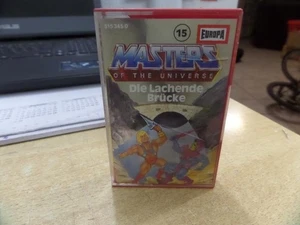 15
EUROPA
MASTERS
OF THE UNIVERSE
Die Lachende
Brücke